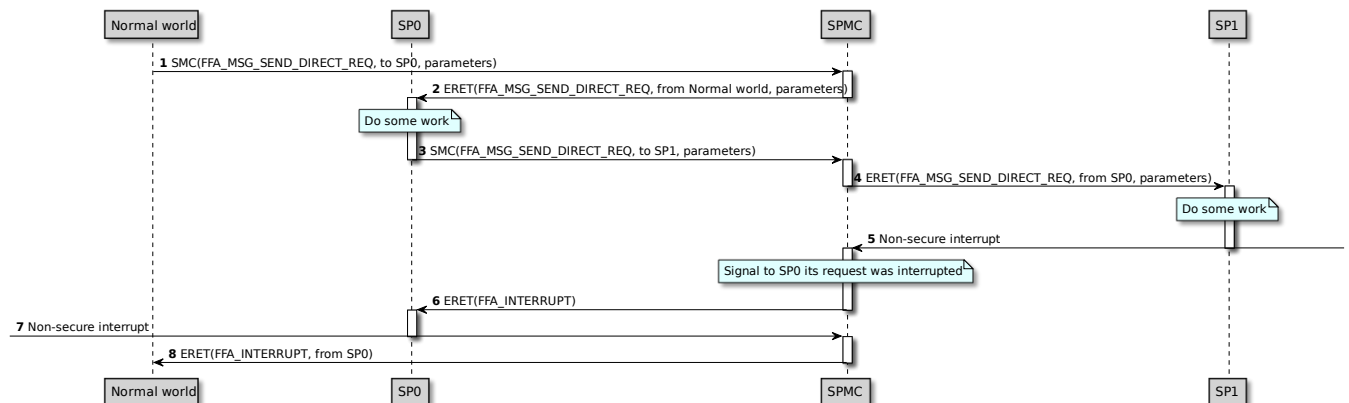 Normal world
SP0
SPMC
SP1
1 SMC(FFA_MSG_SEND_DIRECT_REQ, to SP0, parameters)
2 ERET(FFA_MSG_SEND_DIRECT_REQ, from Normal world, parameters)
Do some work
3 SMC(FFA_MSG_SEND_DIRECT_REQ, to SP1, parameters)
4 ERET(FFA_MSG_SEND_DIRECT_REQ, from SP0, parameters)
Do some work
5 Non-secure interrupt
Signal to SP0 its request was interrupted
6 ERET(FFA_INTERRUPT)
7 Non-secure interrupt
8 ERET(FFA_INTERRUPT, from SP0)
Normal world
SP0
SPMC
SP1